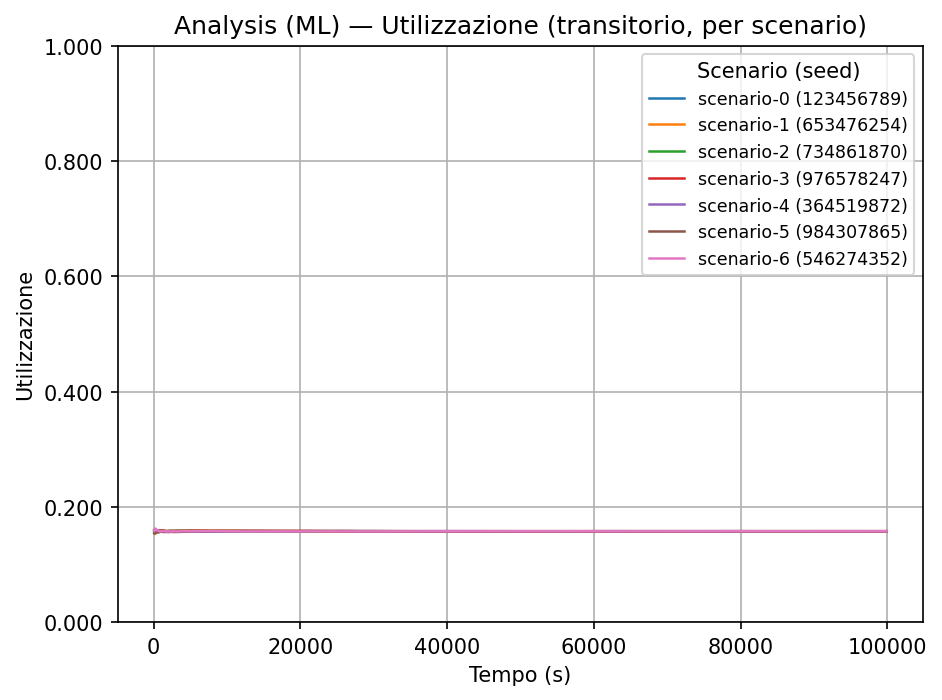 Analysis (ML) — Utilizzazione (transitorio, per scenario)
Utilizzazione
1.000
0.800
0.600
0.400
0.200
0.000
Scenario (seed)
scenario-0 (123456789)
scenario-1 (653476254)
scenario-2 (734861870)
scenario-3 (976578247)
scenario-4 (364519872)
scenario-5 (984307865)
scenario-6 (546274352)
0 20000 40000 60000 80000 100000
Tempo (s)